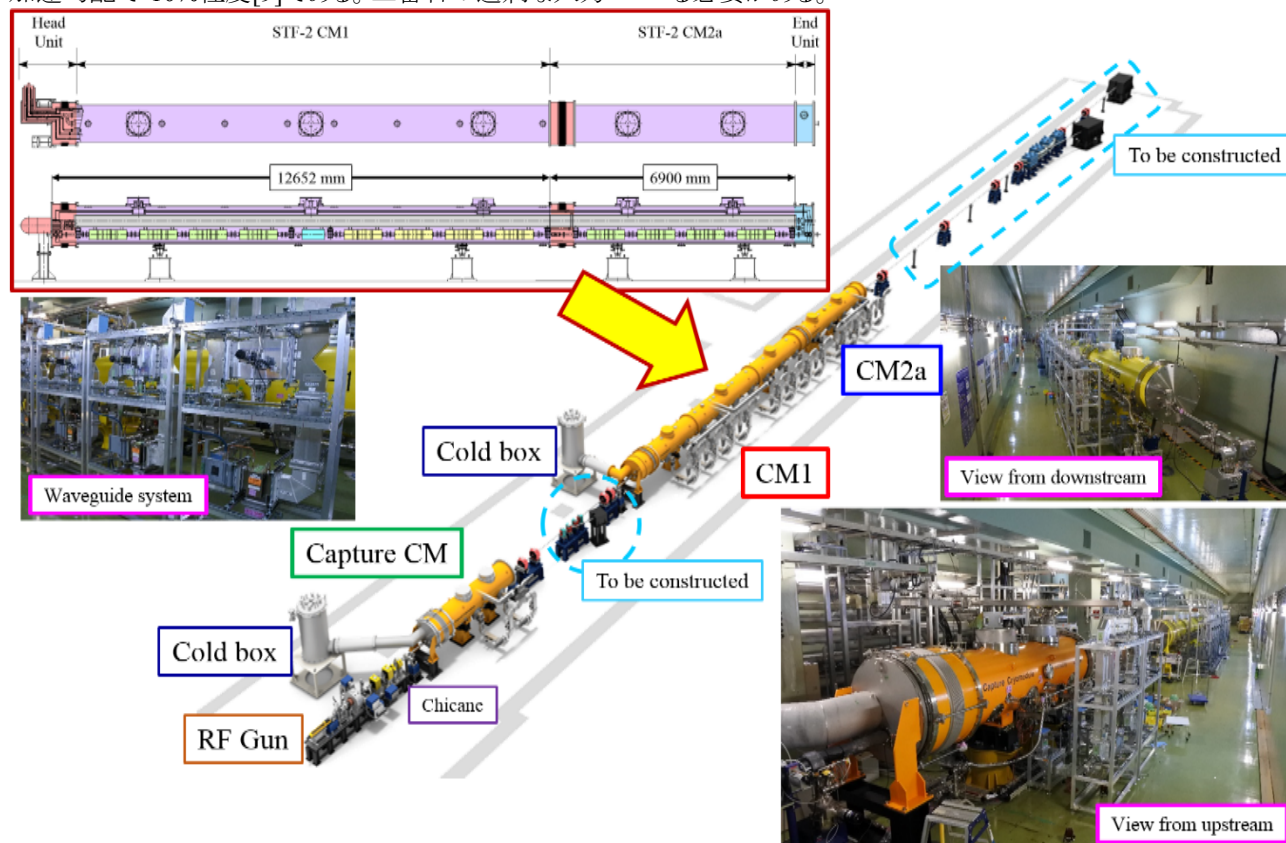 Head
Unit
STF-2 CM1
STF-2 CM2a
End
Unit
12652 mm
6900 mm
To be constructed
Waveguide system
Cold box
CM2a
CM1
View from downstream
Capture CM
To be constructed
Cold box
Chicane
RF Gun
Capture Cryomodule
View from upstream